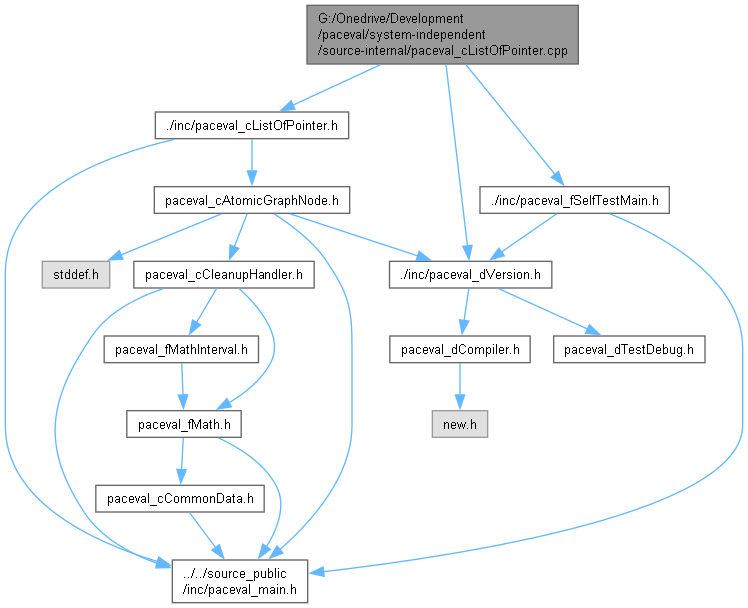 G:/Onedrive/Development
/paceval/system-independent
/source-internal/paceval_cListOfPointer.cpp
./inc/paceval_cListOfPointer.h
paceval_cAtomicGraphNode.h
./inc/paceval_fSelfTestMain.h
stddef.h
paceval_cCleanupHandler.h
./inc/paceval_dVersion.h
paceval_fMathInterval.h
paceval_dCompiler.h
paceval_dTestDebug.h
paceval_fMath.h
new.h
paceval_cCommonData.h
../../source_public
/inc/paceval_main.h